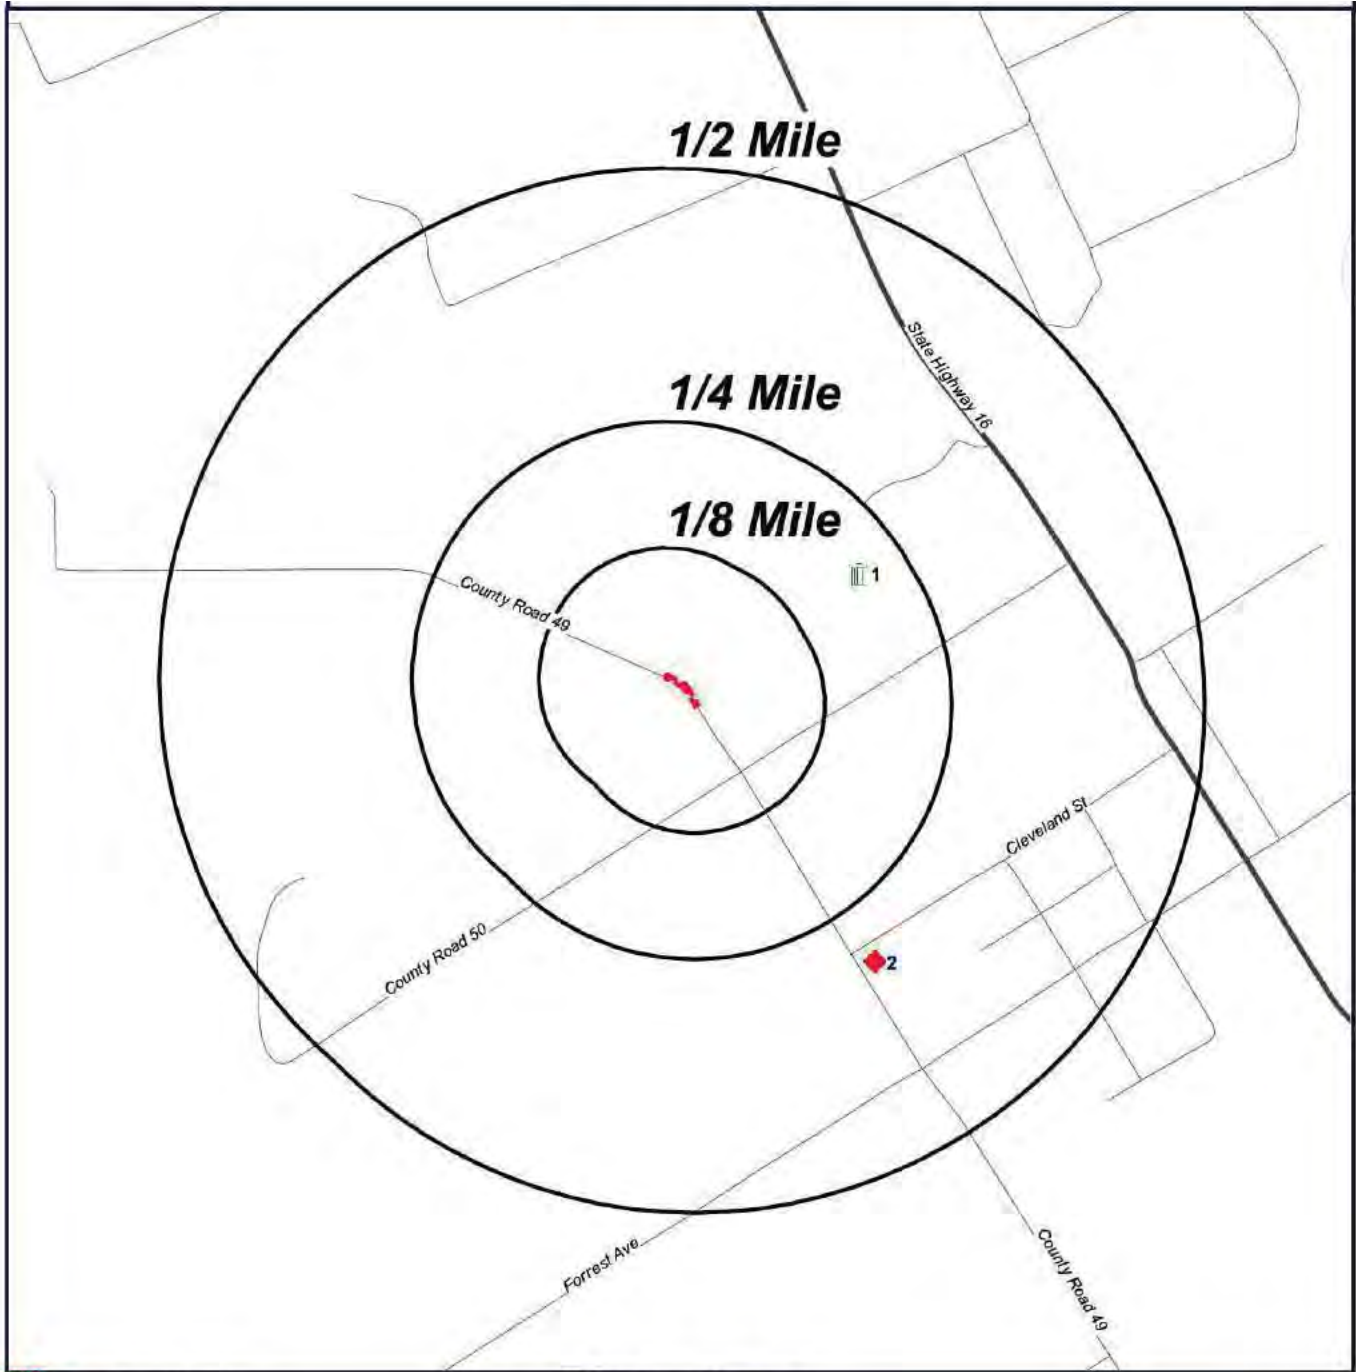 1/2 Mile
State Highway 16
1/4 Mile
1/8 Mile
1
County Road 49
Cleveland St
County Road 50
2
Forrest Ave
County Road 49